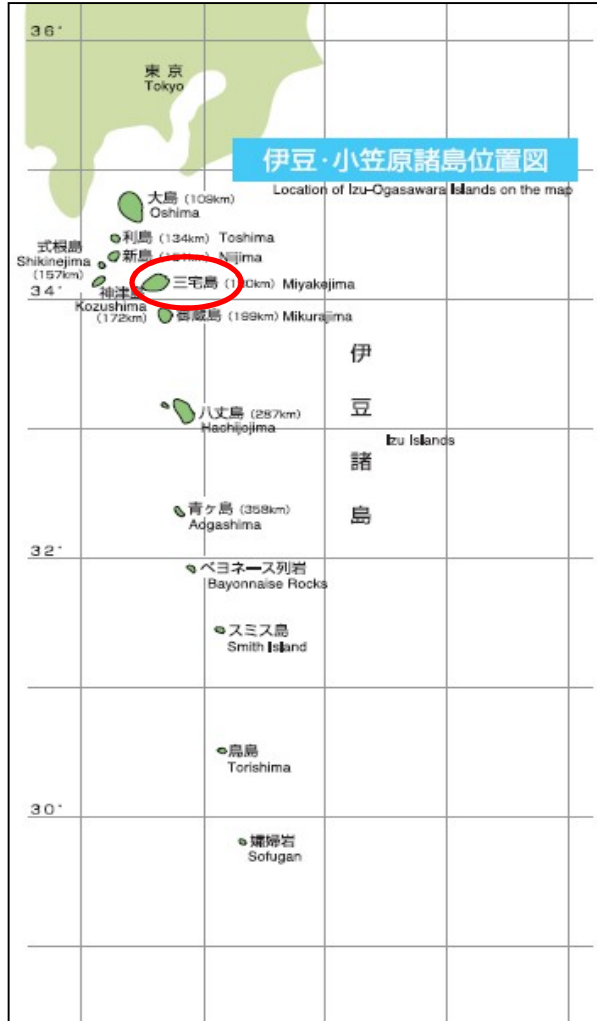 36°
東京
Tokyo
伊豆・小笠原諸島位置図
Location of Izu-Ogasawara Islands on the map
大島 (109km)
Oshima
利島 (134km) Toshima
式根島
Shikinejima
(157km)
新島 Niijima
34°
三宅島 Miyakejima
Kozushima
(172km)
御蔵島 (199km) Mikurajima
伊豆諸島
Izu Islands
八丈島 (287km)
Hachijojima
青ヶ島 (358km)
Aogashima
32°
ベヨネース列岩
Bayonnaise Rocks
スミス島
Smith Island
鳥島
Torishima
30°
孀婦岩
Sofugan